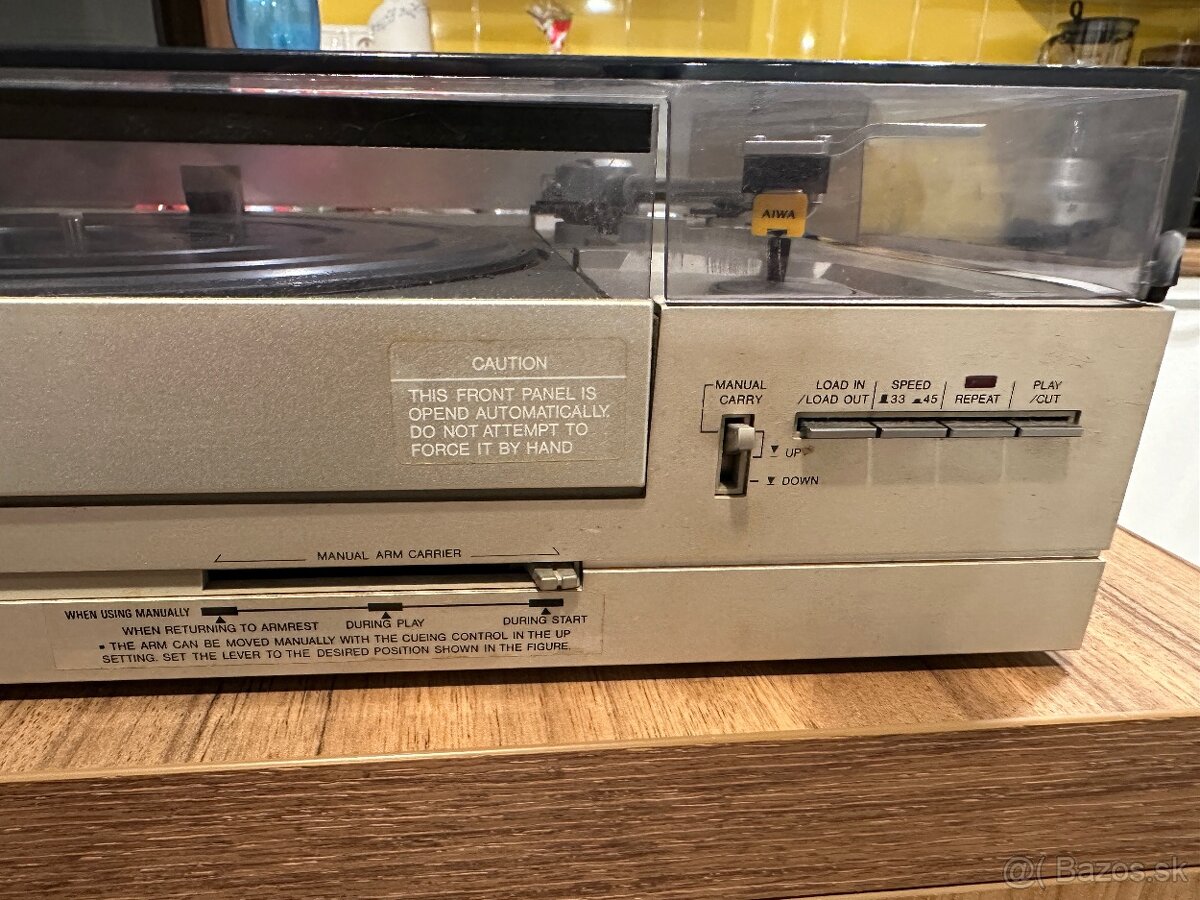 AIWA
CAUTION
THIS FRONT PANEL IS
OPEND AUTOMATICALLY.
DO NOT ATTEMPT TO
FORCE IT BY HAND
MANUAL
CARRY
UP
DOWN
LOAD IN
/LOAD OUT
SPEED
33 45
REPEAT
PLAY
/CUT
MANUAL ARM CARRIER
WHEN USING MANUALLY
WHEN RETURNING TO ARMREST
DURING PLAY
DURING START
• THE ARM CAN BE MOVED MANUALLY WITH THE CUEING CONTROL IN THE UP
SETTING. SET THE LEVER TO THE DESIRED POSITION SHOWN IN THE FIGURE.
@( Bazos.sk